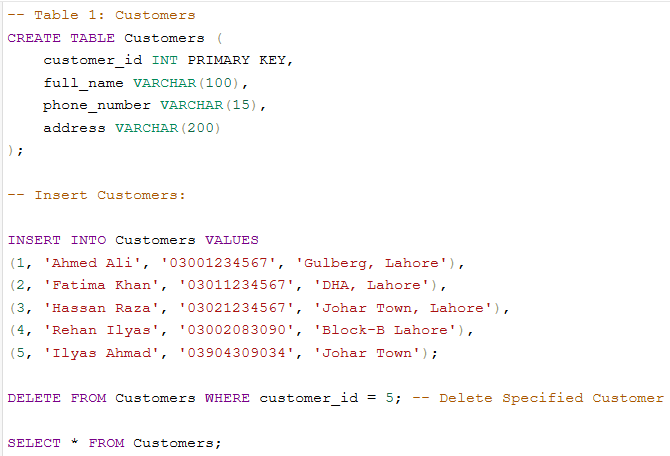 -- Table 1: Customers
CREATE TABLE Customers (
    customer_id INT PRIMARY KEY,
    full_name VARCHAR(100),
    phone_number VARCHAR(15),
    address VARCHAR(200)
);
-- Insert Customers:
INSERT INTO Customers VALUES
(1, 'Ahmed Ali', '03001234567', 'Gulberg, Lahore'),
(2, 'Fatima Khan', '03011234567', 'DHA, Lahore'),
(3, 'Hassan Raza', '03021234567', 'Johar Town, Lahore'),
(4, 'Rehan Ilyas', '03002083090', 'Block-B Lahore'),
(5, 'Ilyas Ahmad', '03904309034', 'Johar Town');
DELETE FROM Customers WHERE customer_id = 5; -- Delete Specified Customer
SELECT * FROM Customers;